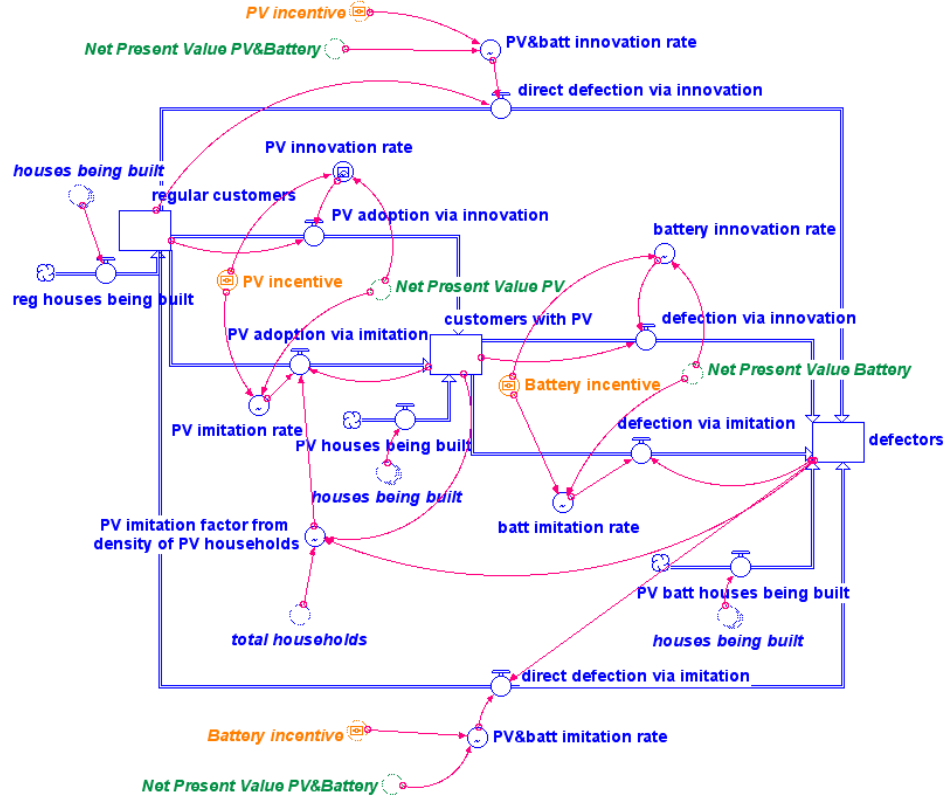 PV incentive
Net Present Value PV&Battery
PV&batt innovation rate
direct defection via innovation
PV innovation rate
houses being built
regular customers
PV adoption via innovation
battery innovation rate
PV incentive
Net Present Value PV
reg houses being built
PV adoption via imitation
customers with PV
defection via innovation
Battery incentive
Net Present Value Battery
PV imitation rate
PV houses being built
defection via imitation
defectors
houses being built
batt imitation rate
PV imitation factor from
density of PV households
PV batt houses being built
total households
houses being built
direct defection via imitation
Battery incentive
PV&batt imitation rate
Net Present Value PV&Battery